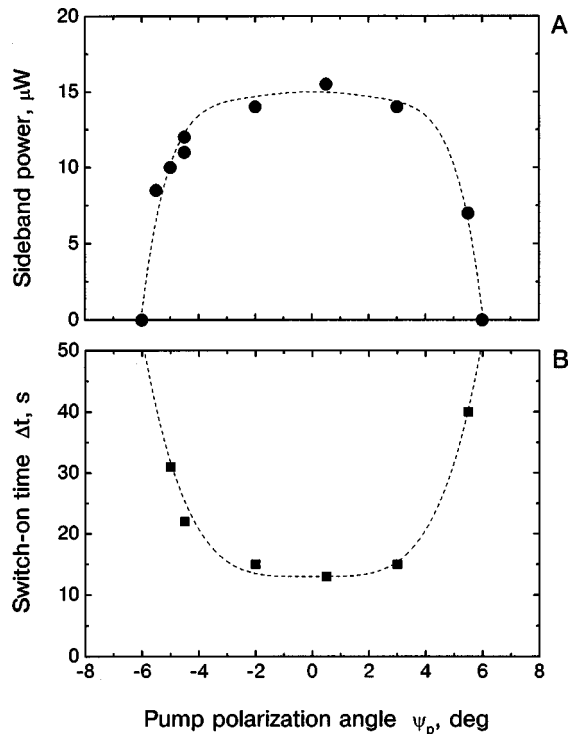 A
20
15
10
5
0
Sideband power, μW
B
50
40
30
20
10
0
Switch-on time Δt, s
-8 -6 -4 -2 0 2 4 6 8
Pump polarization angle ψp, deg